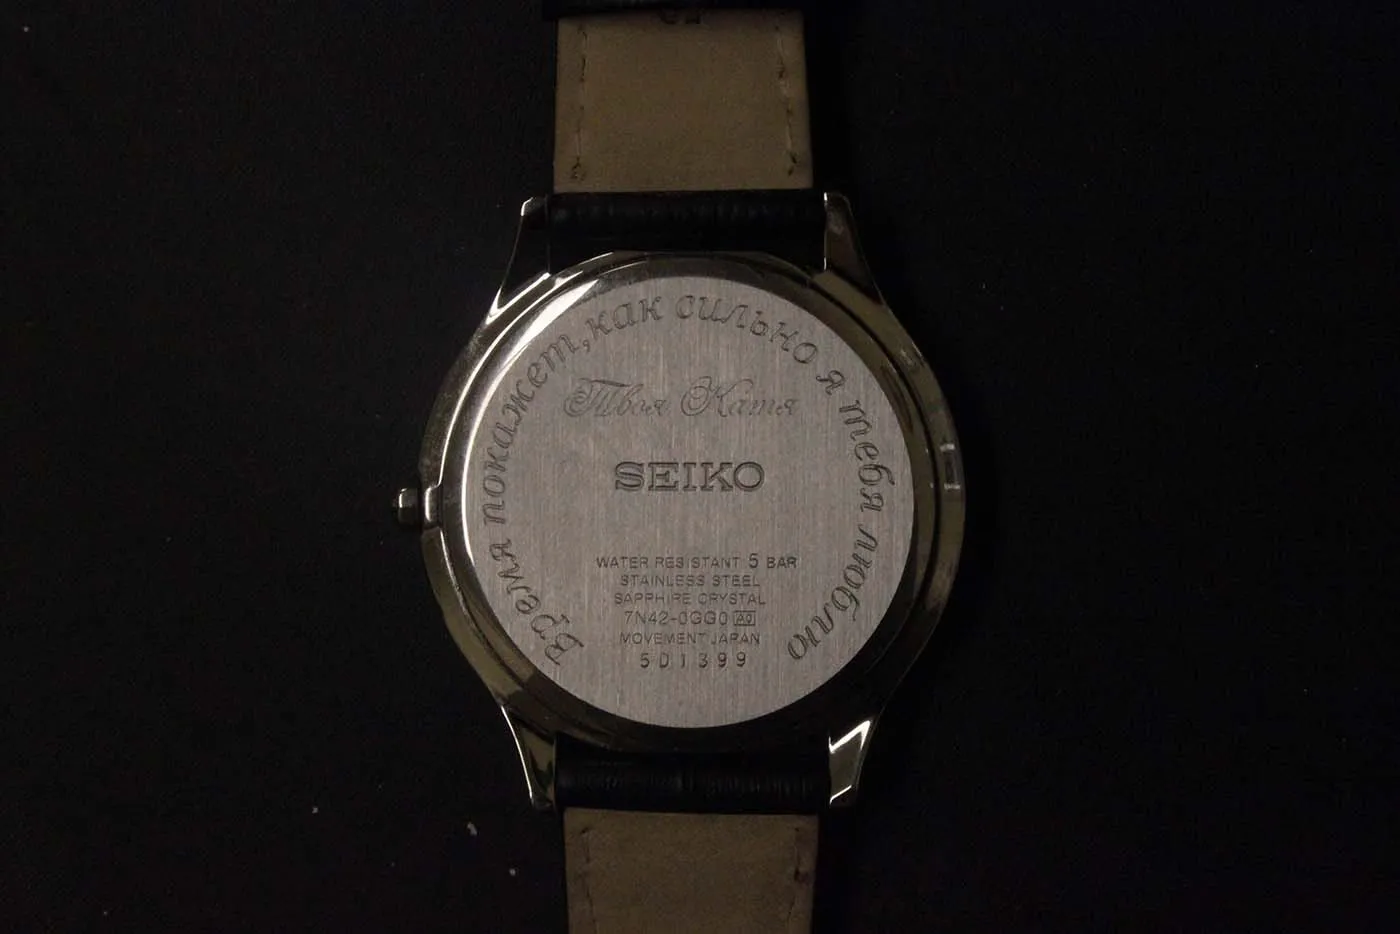 Время покажет, как сильно я тебя люблю
Твоя Катя
SEIKO
WATER RESISTANT 5 BAR
STAINLESS STEEL
SAPPHIRE CRYSTAL
7N42-0GG0 A0
MOVEMENT JAPAN
5D1399